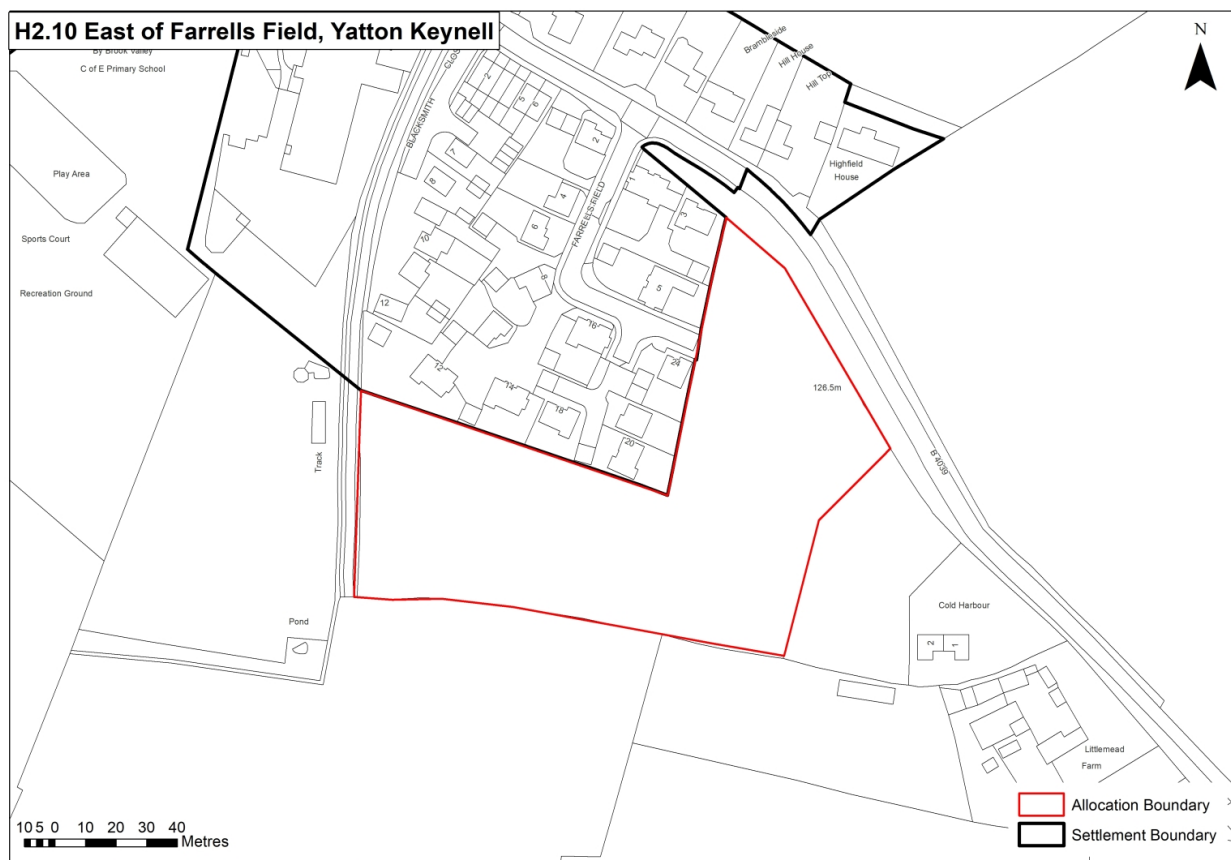 H2.10 East of Farrells Field, Yatton Keynell
By Brook Valley
C of E Primary School
N
Brambleside
Hill House
Hill Top
Highfield
House
BLACKSMITH
CLOS
2
5
6
7
8
10
12
2
4
6
8
FARRELL'S FIELD
1
3
5
16
24
12
14
18
20
Play Area
Sports Court
Recreation Ground
126.5m
B 4039
Track
Pond
Cold Harbour
2
1
Littlemead
Farm
10 5 0 10 20 30 40
Metres
Allocation Boundary
Settlement Boundary